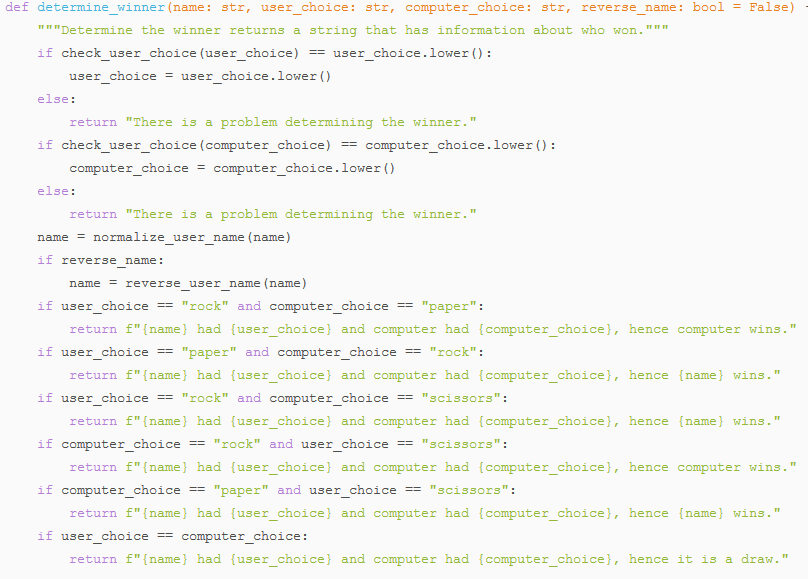 def determine_winner(name: str, user_choice: str, computer_choice: str, reverse_name: bool = False)
    """Determine the winner returns a string that has information about who won."""
    if check_user_choice(user_choice) == user_choice.lower():
        user_choice = user_choice.lower()
    else:
        return "There is a problem determining the winner."
    if check_user_choice(computer_choice) == computer_choice.lower():
        computer_choice = computer_choice.lower()
    else:
        return "There is a problem determining the winner."
    name = normalize_user_name(name)
    if reverse_name:
        name = reverse_user_name(name)
    if user_choice == "rock" and computer_choice == "paper":
        return f"{name} had {user_choice} and computer had {computer_choice}, hence computer wins."
    if user_choice == "paper" and computer_choice == "rock":
        return f"{name} had {user_choice} and computer had {computer_choice}, hence {name} wins."
    if user_choice == "rock" and computer_choice == "scissors":
        return f"{name} had {user_choice} and computer had {computer_choice}, hence {name} wins."
    if computer_choice == "rock" and user_choice == "scissors":
        return f"{name} had {user_choice} and computer had {computer_choice}, hence computer wins."
    if computer_choice == "paper" and user_choice == "scissors":
        return f"{name} had {user_choice} and computer had {computer_choice}, hence {name} wins."
    if user_choice == computer_choice:
        return f"{name} had {user_choice} and computer had {computer_choice}, hence it is a draw."